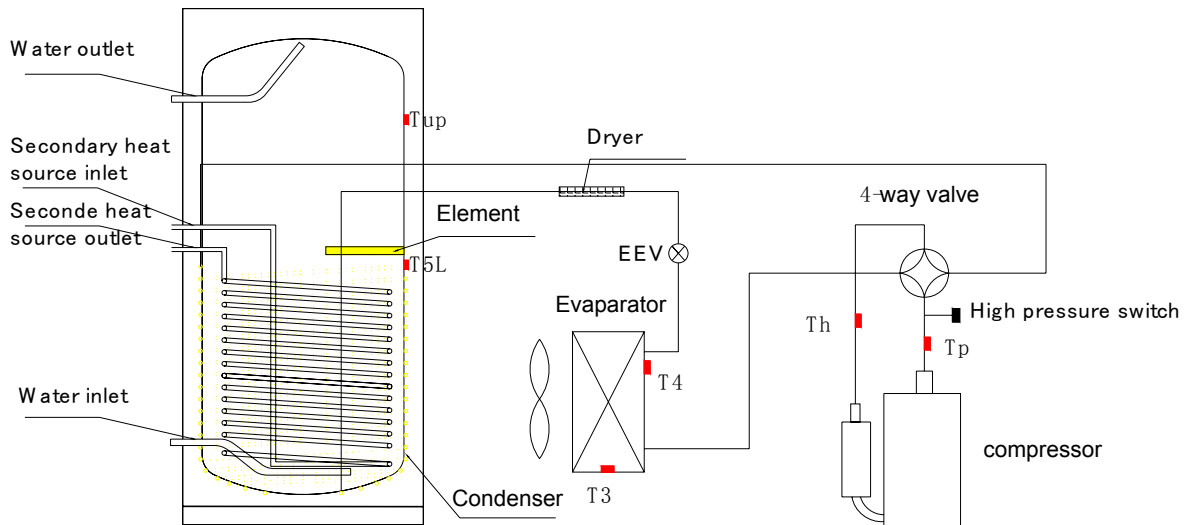 Water outlet
Tup
Dryer
Secondary heat
source inlet
4-way valve
Seconde heat
source outlet
Element
EEV
T5L
Evaparator
High pressure switch
Th
Tp
T4
Water inlet
compressor
Condenser
T3